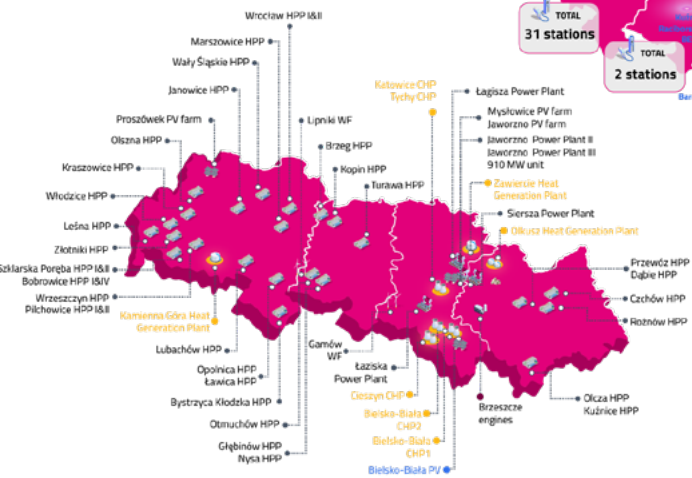 Wrocław HPP I&II
Marszowice HPP
Wały Śląskie HPP
Janowice HPP
Proszówek PV farm
Olszna HPP
Kraszowice HPP
Włodzice HPP
Leśna HPP
Złotniki HPP
Szklarska Poręba HPP I&II
Bobrowice HPP I&IV
Wrzeszczyn HPP
Pilchowice HPP I&II
Kamienna Góra Heat
Generation Plant
Lubachów HPP
Opolnica HPP
Ławica HPP
Bystrzyca Kłodzka HPP
Otmuchów HPP
Głębinów HPP
Nysa HPP
Lipniki WF
Brzeg HPP
Kopin HPP
Turawa HPP
Katowice CHP
Tychy CHP
Łagisza Power Plant
Mysłowice PV farm
Jaworzno PV farm
Jaworzno Power Plant II
Jaworzno Power Plant III
910 MW unit
Zawiercie Heat
Generation Plant
Siersza Power Plant
Olkusz Heat Generation Plant
Przewóz HPP
Dąbie HPP
Czchów HPP
Rożnów HPP
Olcza HPP
Kuźnice HPP
Brzeszcze
engines
Gamów
WF
Łaziska
Power Plant
Cieszyn CHP
Bielsko-Biała
CHP2
Bielsko-Biała
CHP1
Bielsko-Biała PV
TOTAL
31 stations
TOTAL
2 stations